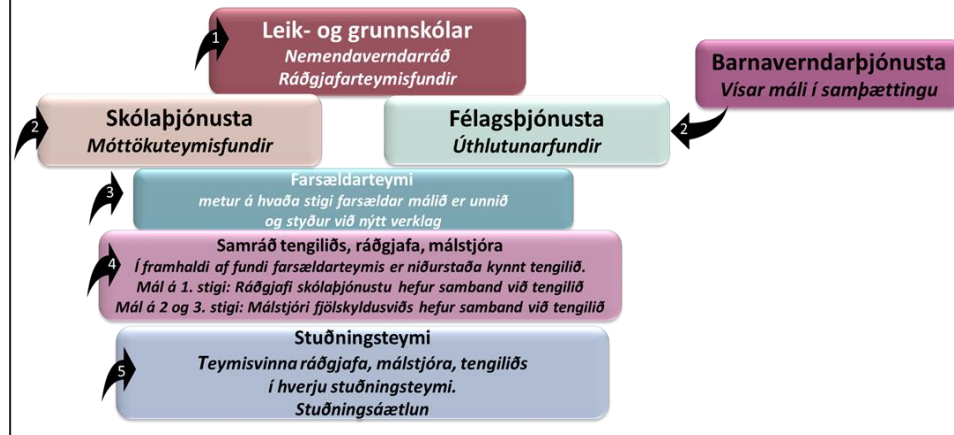 1
Leik- og grunnskólar
Nemendaverndarráð
Ráðgjafarteymisfundir
Barnaverndarþjónusta
Vísar máli í samþættingu
2
Skólaþjónusta
Móttökuteymisfundir
Félagsþjónusta
Úthlutunarfundir
2
3
Farsældarteymi
metur á hvaða stigi farsældar málið er unnið
og styður við nýtt verklag
4
Samráð tengiliðs, ráðgjafa, málstjóra
Í framhaldi af fundi farsældarteymis er niðurstaða kynnt tengilið.
Mál á 1. stigi: Ráðgjafi skólaþjónustu hefur samband við tengilið
Mál á 2 og 3. stigi: Málstjóri fjölskyldusviðs hefur samband við tengilið
5
Stuðningsteymi
Teymisvinna ráðgjafa, málstjóra, tengiliðs
í hverju stuðningsteymi.
Stuðningsáætlun